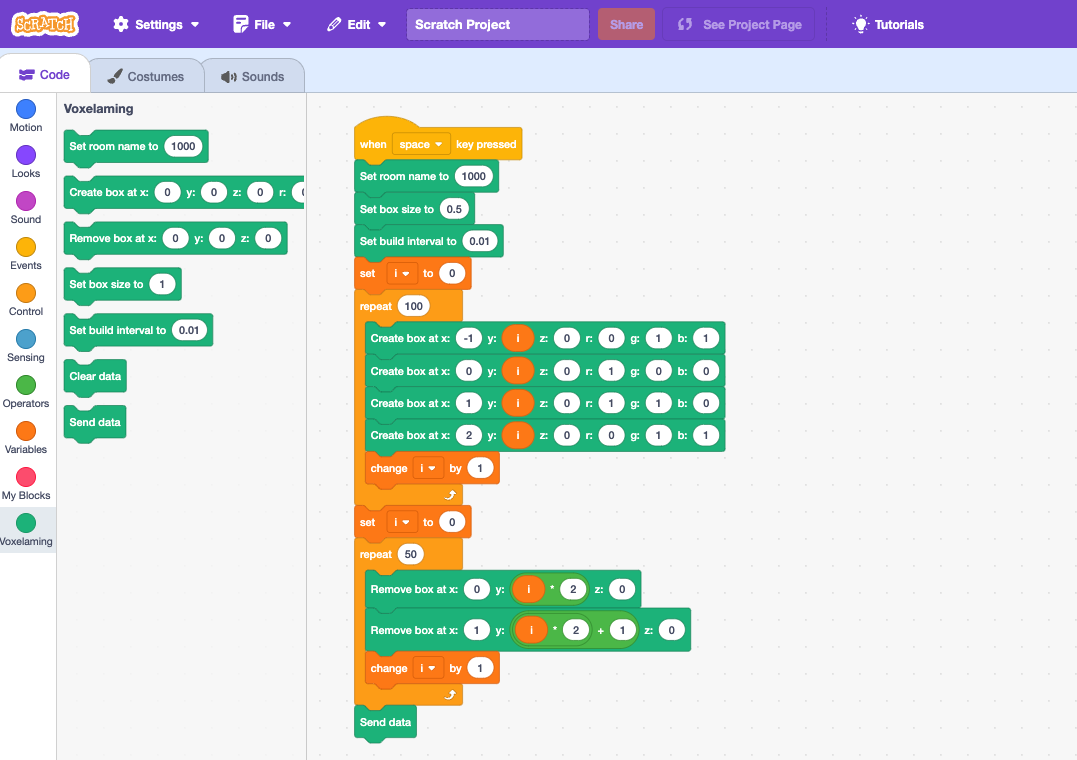 SCRATCH Settings File Edit Scratch Project Share See Project Page Tutorials
Code Costumes Sounds
Motion
Looks
Sound
Events
Control
Sensing
Operators
Variables
My Blocks
Voxelaming
Voxelaming
Set room name to 1000
Create box at x: 0 y: 0 z: 0 r:
Remove box at x: 0 y: 0 z: 0
Set box size to 1
Set build interval to 0.01
Clear data
Send data
when space key pressed
Set room name to 1000
Set box size to 0.5
Set build interval to 0.01
set i to 0
repeat 100
Create box at x: -1 y: i z: 0 r: 0 g: 1 b: 1
Create box at x: 0 y: i z: 0 r: 1 g: 0 b: 0
Create box at x: 1 y: i z: 0 r: 1 g: 1 b: 0
Create box at x: 2 y: i z: 0 r: 0 g: 1 b: 1
change i by 1
set i to 0
repeat 50
Remove box at x: 0 y: i * 2 z: 0
Remove box at x: 1 y: i * 2 + 1 z: 0
change i by 1
Send data